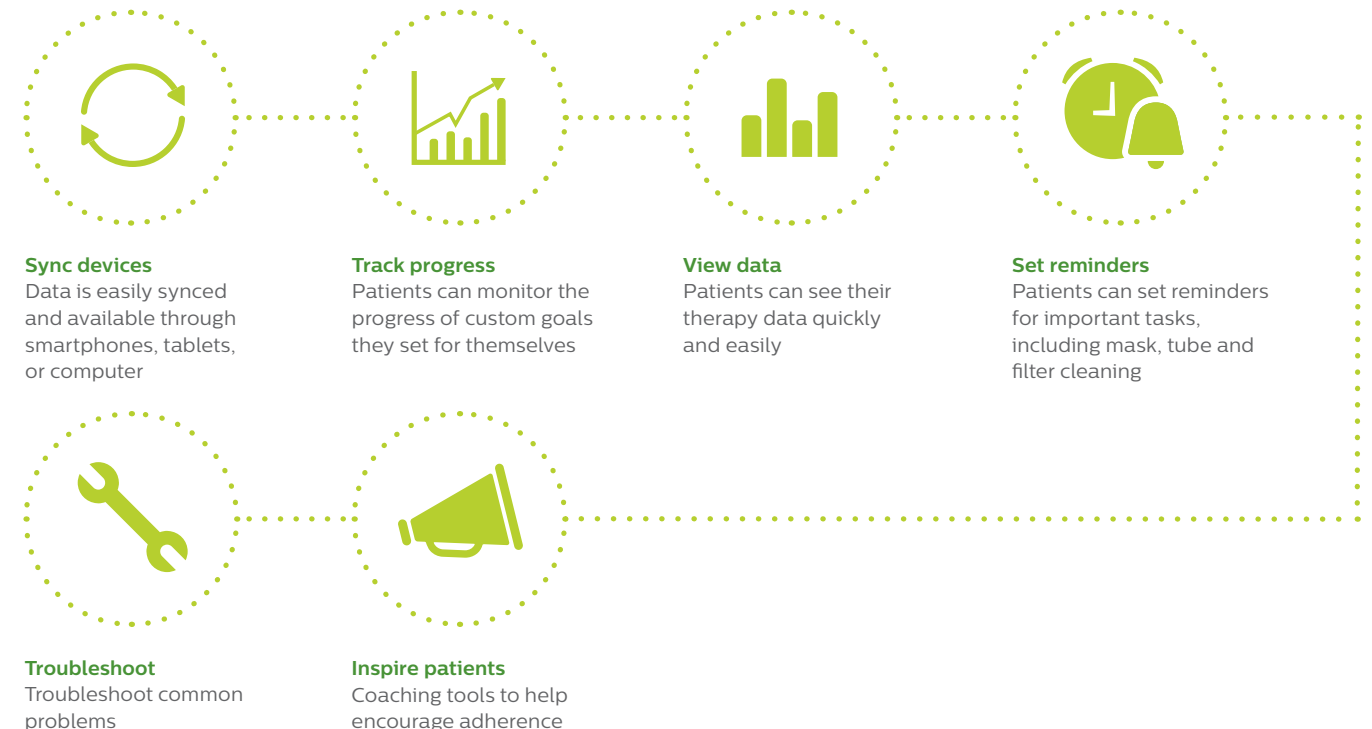 Sync devices
Data is easily synced
and available through
smartphones, tablets,
or computer
Track progress
Patients can monitor the
progress of custom goals
they set for themselves
View data
Patients can see their
therapy data quickly
and easily
Set reminders
Patients can set reminders
for important tasks,
including mask, tube and
filter cleaning
Troubleshoot
Troubleshoot common
problems
Inspire patients
Coaching tools to help
encourage adherence